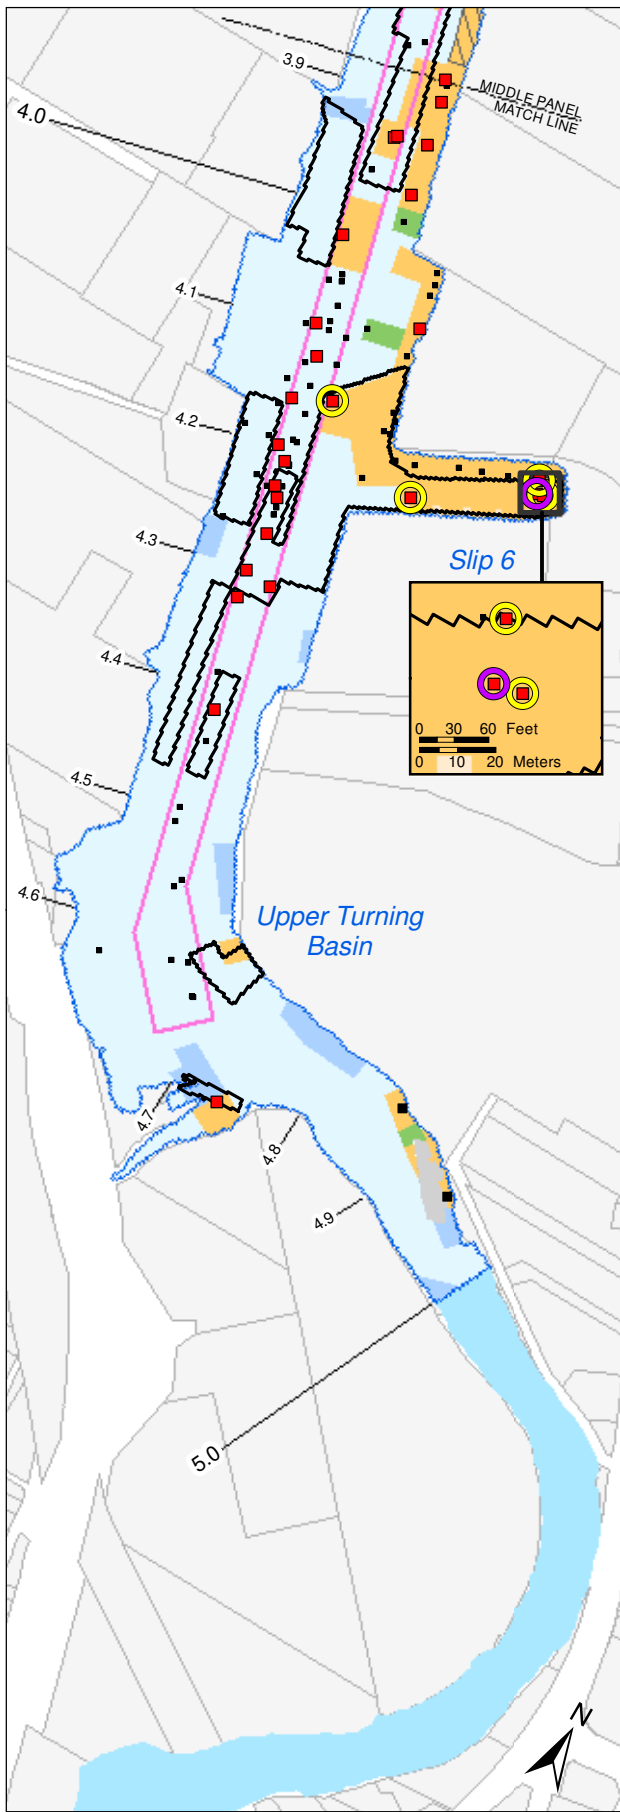 3.9
MIDDLE PANEL
MATCH LINE
4.0
4.1
4.2
4.3
Slip 6
4.4
0 30 60 Feet
0 10 20 Meters
4.5
4.6
Upper Turning
Basin
4.7
4.8
4.9
5.0
N